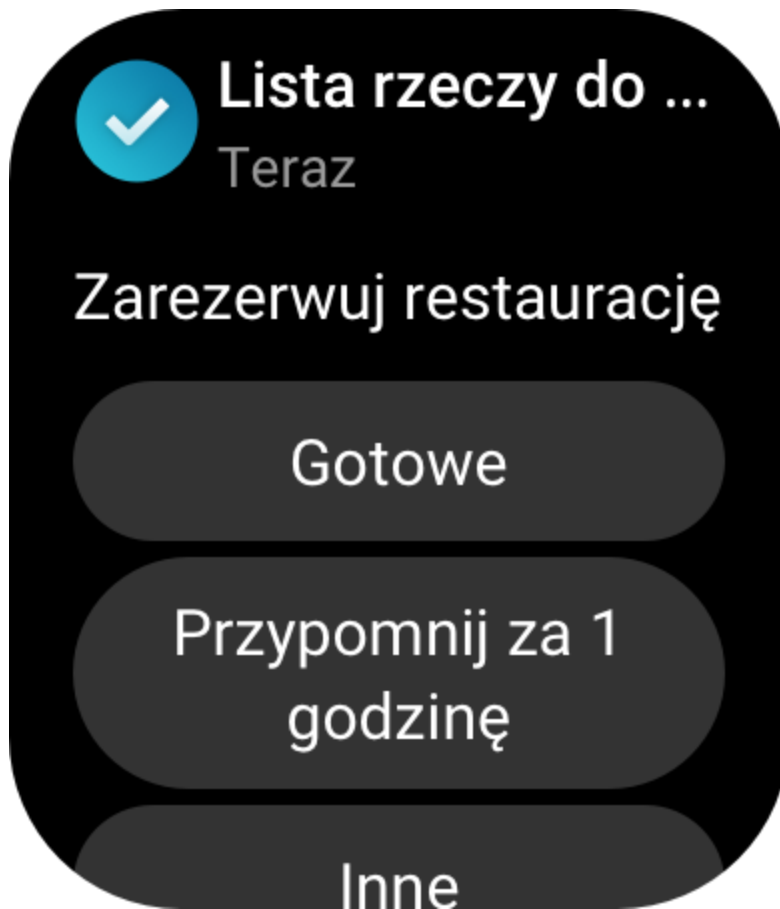 Lista rzeczy do ...
Teraz
Zarezerwuj restaurację
Gotowe
Przypomnij za 1
godzinę
Inne